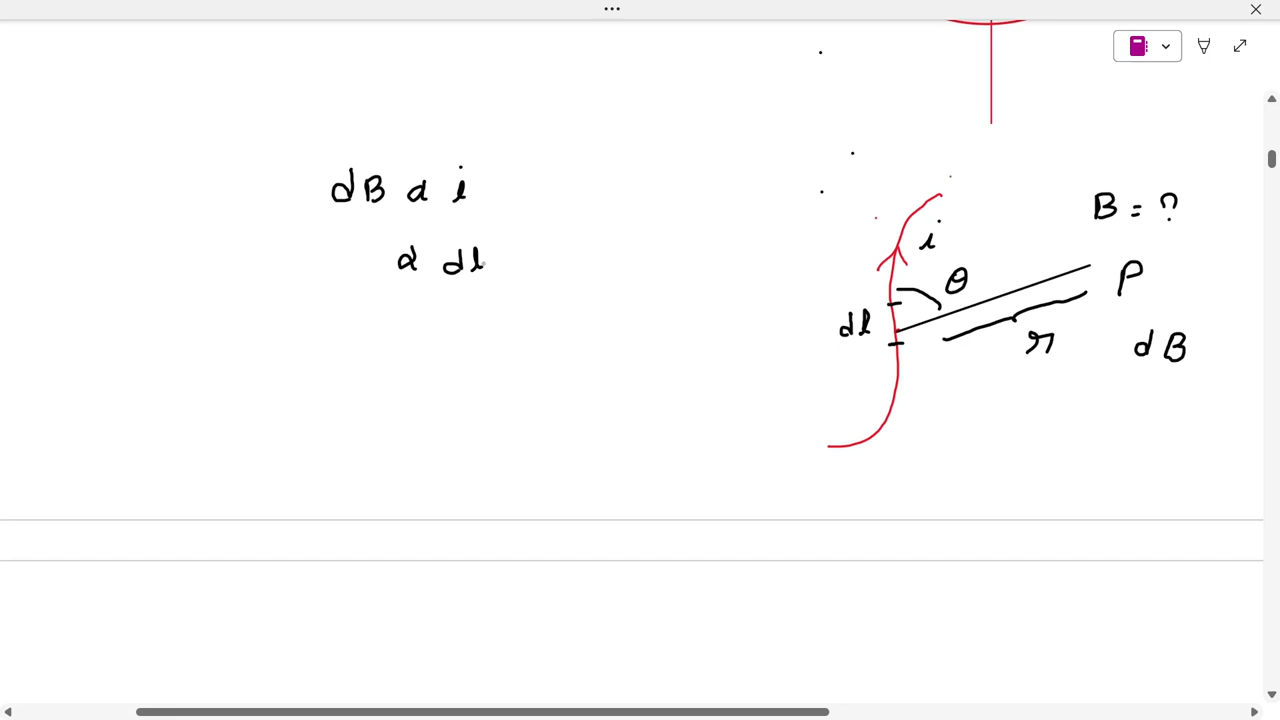 dB α i
α dl
B = ?
i
θ
P
dl
r
dB